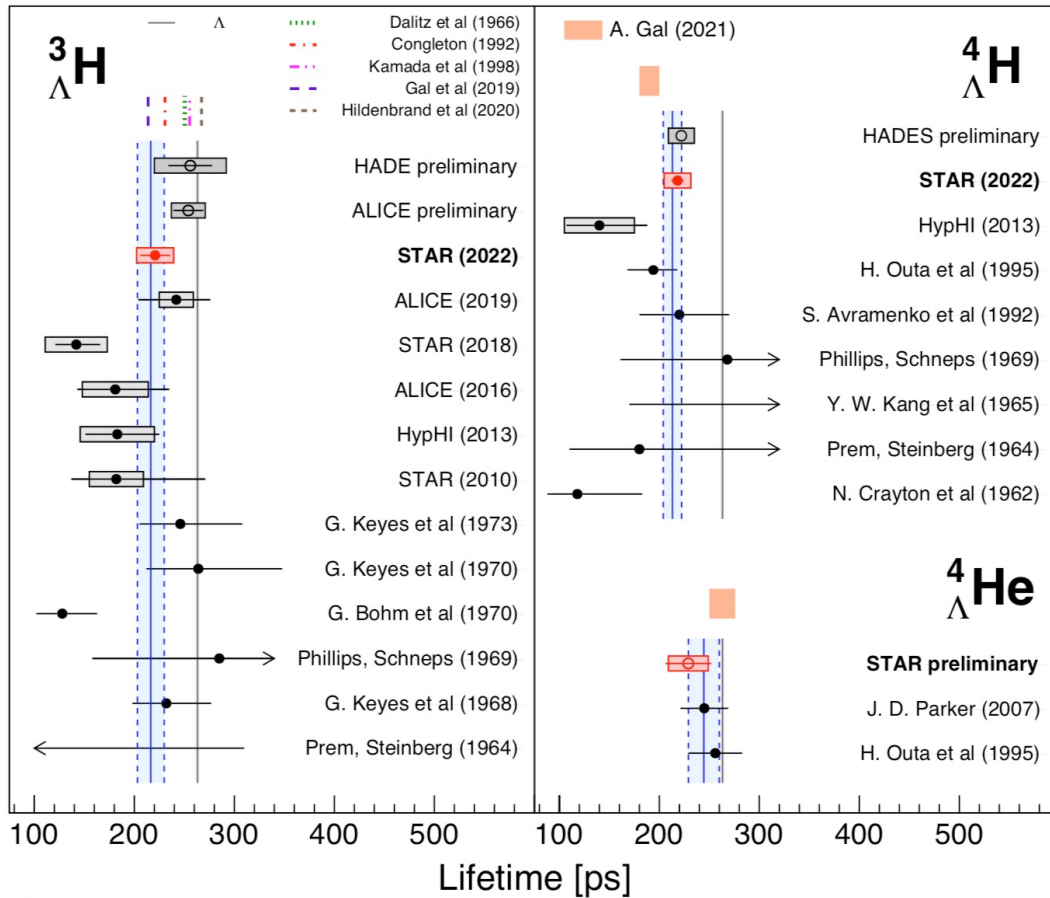 Λ
Dalitz et al (1966)
Congleton (1992)
Kamada et al (1998)
Gal et al (2019)
Hildenbrand et al (2020)
3
Λ H
HADE preliminary
ALICE preliminary
STAR (2022)
ALICE (2019)
STAR (2018)
ALICE (2016)
HypHI (2013)
STAR (2010)
G. Keyes et al (1973)
G. Keyes et al (1970)
G. Bohm et al (1970)
Phillips, Schneps (1969)
G. Keyes et al (1968)
Prem, Steinberg (1964)
100 200 300 400 500
A. Gal (2021)
4
Λ H
HADES preliminary
STAR (2022)
HypHI (2013)
H. Outa et al (1995)
S. Avramenko et al (1992)
Phillips, Schneps (1969)
Y. W. Kang et al (1965)
Prem, Steinberg (1964)
N. Crayton et al (1962)
4
Λ He
STAR preliminary
J. D. Parker (2007)
H. Outa et al (1995)
100 200 300 400 500
Lifetime [ps]